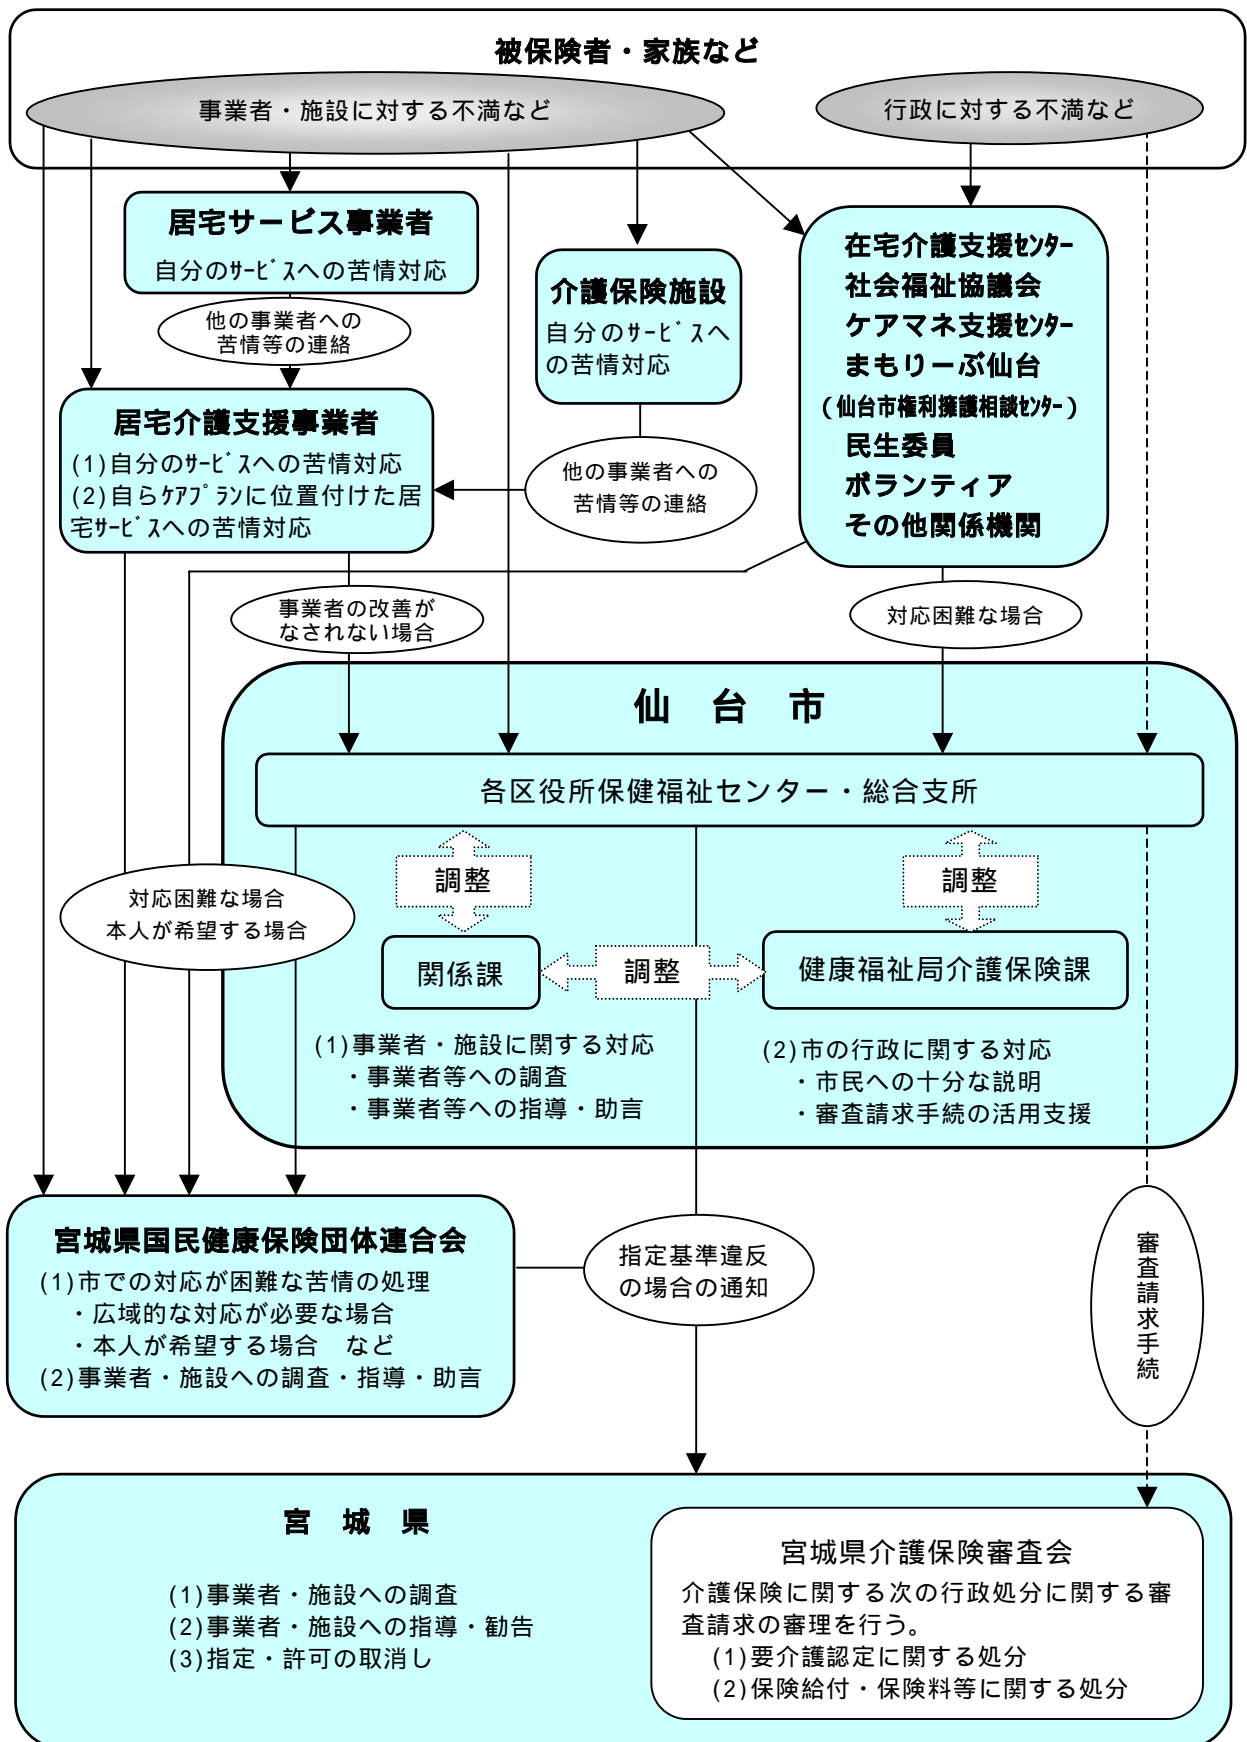 被保険者・家族など
事業者・施設に対する不満など
行政に対する不満など
居宅サービス事業者
自分のｻｰﾋﾞｽへの苦情対応
他の事業者への
苦情等の連絡
介護保険施設
自分のｻｰﾋﾞｽへ
の苦情対応
在宅介護支援ｾﾝﾀｰ
社会福祉協議会
ケアマネ支援ｾﾝﾀｰ
まもりーぶ仙台
(仙台市権利擁護相談ｾﾝﾀｰ)
民生委員
ボランティア
その他関係機関
居宅介護支援事業者
(1)自分のｻｰﾋﾞｽへの苦情対応
(2)自らｹｱﾌﾟﾗﾝに位置付けた居
宅ｻｰﾋﾞｽへの苦情対応
他の事業者への
苦情等の連絡
事業者の改善が
なされない場合
対応困難な場合
仙 台 市
各区役所保健福祉センター・総合支所
調整
調整
対応困難な場合
本人が希望する場合
関係課
調整
健康福祉局介護保険課
(1)事業者・施設に関する対応
・事業者等への調査
・事業者等への指導・助言
(2)市の行政に関する対応
・市民への十分な説明
・審査請求手続の活用支援
宮城県国民健康保険団体連合会
(1)市での対応が困難な苦情の処理
・広域的な対応が必要な場合
・本人が希望する場合 など
(2)事業者・施設への調査・指導・助言
指定基準違反
の場合の通知
審査請求手続
宮 城 県
(1)事業者・施設への調査
(2)事業者・施設への指導・勧告
(3)指定・許可の取消し
宮城県介護保険審査会
介護保険に関する次の行政処分に関する審
査請求の審理を行う。
(1)要介護認定に関する処分
(2)保険給付・保険料等に関する処分